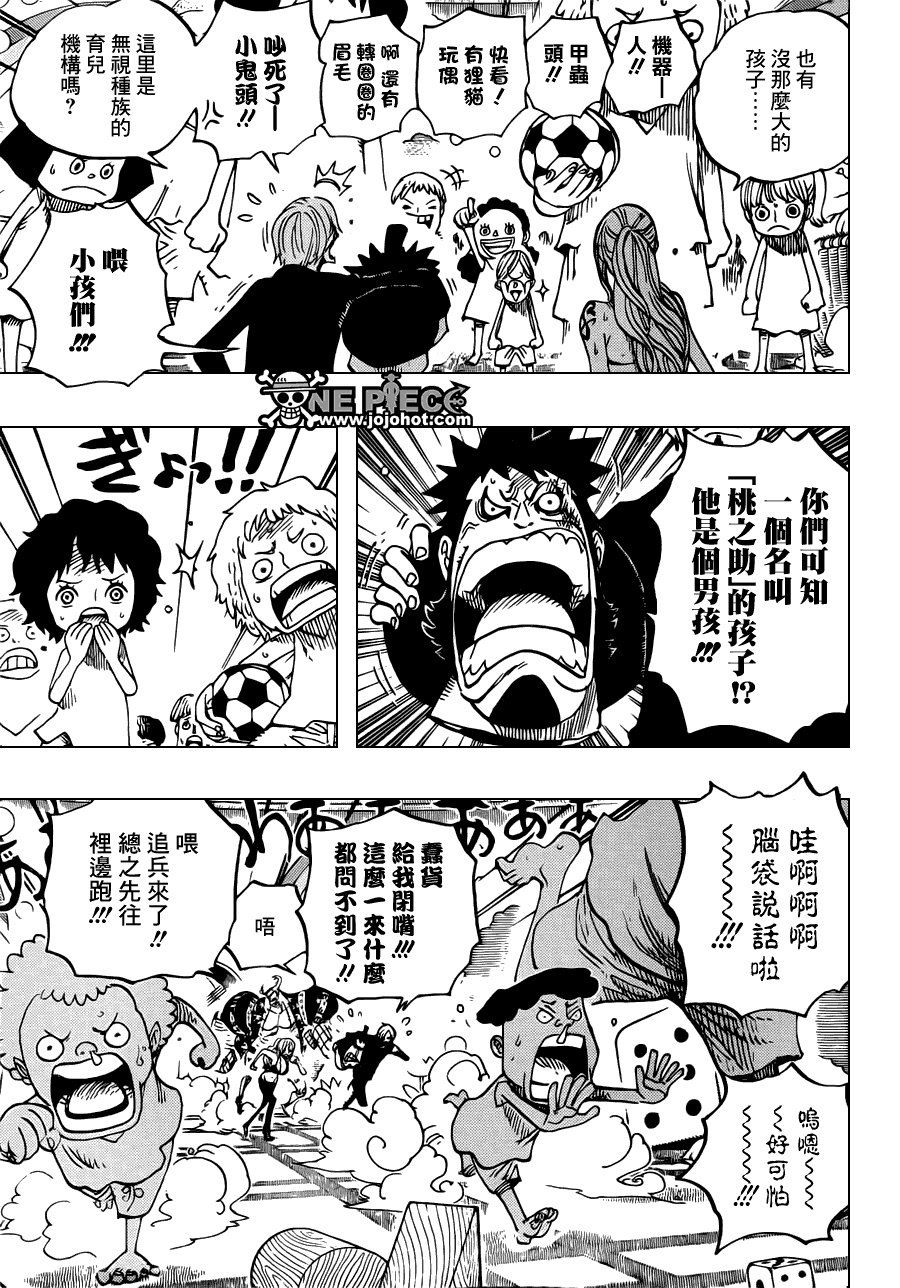 也有
沒那麼大的
孩子……
機器一
人!!
甲蟲
頭!!
快看!
有狸貓
玩偶
啊 還有
轉圈圈的
眉毛
吵死了一
小鬼頭!!
這里是
無視種族的
育兒
機構嗎?
喂
小孩們!!!
ONE PIECE
www.jojohot.com
你們可知
一個名叫
「桃之助」的孩子!?
他是個男孩!!!
ぎょっ!!
哇啊啊啊
腦袋說話啦
~~~!!!
蠢貨
給我閉嘴!!!
這麼一來什麼
都問不到了!!
唔
喂
追兵來了!!
總之先往
裡邊跑!!!
嗚嗯~~
~~好可怕
~~~!!!